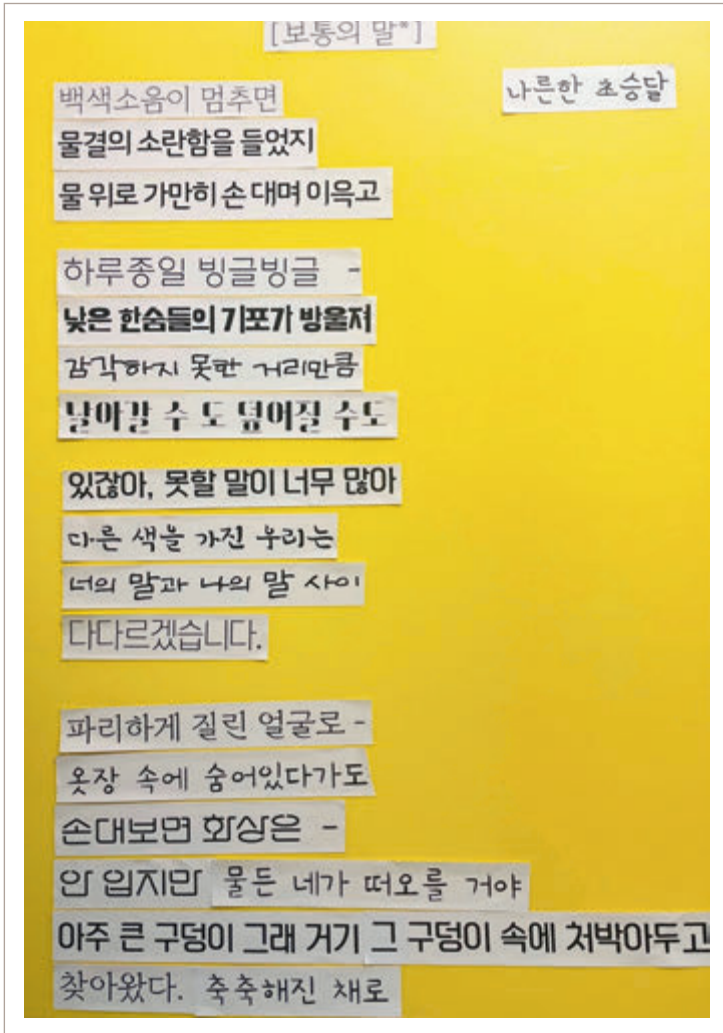 [보통의 말*]
나른한 초승달
백색소음이 멈추면
물결의 소란함을 들었지
물 위로 가만히 손 대며 이윽고
하루종일 빙글빙글 -
낮은 한숨들의 기포가 방울져
감각하지 못한 거리만큼
날아갈 수 도 덮어질 수도
있잖아, 못할 말이 너무 많아
다른 색을 가진 우리는
너의 말과 나의 말 사이
다다르겠습니다.
파리하게 질린 얼굴로 -
옷장 속에 숨어있다가도
손대보면 화상은 -
안 입지만 물든 네가 떠오를 거야
아주 큰 구덩이 그래 거기 그 구덩이 속에 처박아두고
찾아왔다. 축축해진 채로